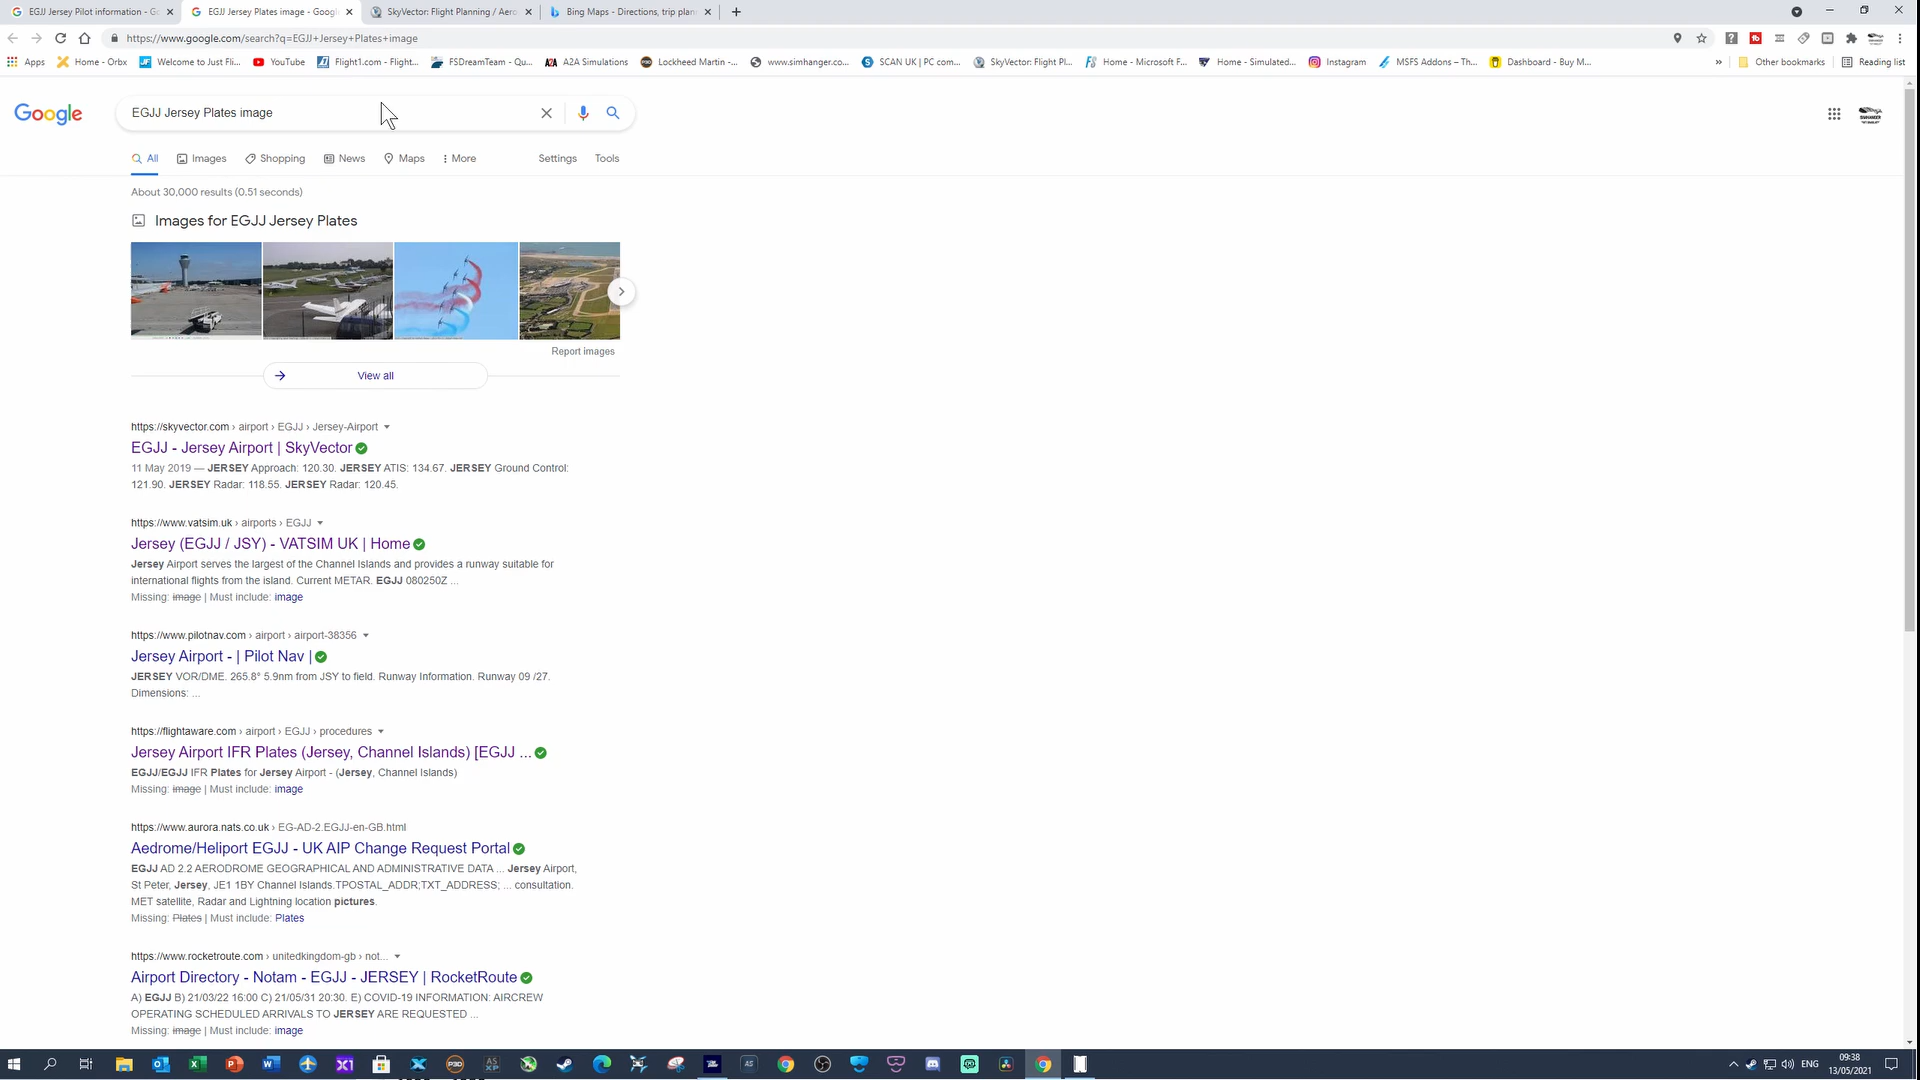 EGJJ Jersey Pilot information - Go
EGJJ Jersey Plates image - Google
SkyVector: Flight Planning / Aero
Bing Maps - Directions, trip plan
https://www.google.com/search?q=EGJJ+Jersey+Plates+image
Apps
Home - Orbx
Welcome to Just Fli...
YouTube
Flight1.com - Flight...
FSDreamTeam - Qu...
A2A Simulations
Lockheed Martin -...
www.simhanger.co...
SCAN UK | PC com...
SkyVector: Flight Pl...
Home - Microsoft F...
Home - Simulated...
Instagram
MSFS Addons – Th...
Dashboard - Buy M...
»
Other bookmarks
Reading list
Google
EGJJ Jersey Plates image
All
Images
Shopping
News
Maps
More
Settings
Tools
About 30,000 results (0.51 seconds)
Images for EGJJ Jersey Plates
Report images
View all
https://skyvector.com › airport › EGJJ › Jersey-Airport
EGJJ - Jersey Airport | SkyVector
11 May 2019 — JERSEY Approach: 120.30. JERSEY ATIS: 134.67. JERSEY Ground Control:
121.90. JERSEY Radar: 118.55. JERSEY Radar: 120.45.
https://www.vatsim.uk › airports › EGJJ
Jersey (EGJJ / JSY) - VATSIM UK | Home
Jersey Airport serves the largest of the Channel Islands and provides a runway suitable for
international flights from the island. Current METAR. EGJJ 080250Z ...
Missing: image | Must include: image
https://www.pilotnav.com › airport › airport-38356
Jersey Airport - | Pilot Nav |
JERSEY VOR/DME. 265.8° 5.9nm from JSY to field. Runway Information. Runway 09 /27.
Dimensions: ...
https://flightaware.com › airport › EGJJ › procedures
Jersey Airport IFR Plates (Jersey, Channel Islands) [EGJJ ...
EGJJ/EGJJ IFR Plates for Jersey Airport - (Jersey, Channel Islands)
Missing: image | Must include: image
https://www.aurora.nats.co.uk › EG-AD-2.EGJJ-en-GB.html
Aedrome/Heliport EGJJ - UK AIP Change Request Portal
EGJJ AD 2.2 AERODROME GEOGRAPHICAL AND ADMINISTRATIVE DATA ... Jersey Airport,
St Peter, Jersey, JE1 1BY Channel Islands.TPOSTAL_ADDR;TXT_ADDRESS; ... consultation.
MET satellite, Radar and Lightning location pictures.
Missing: Plates | Must include: Plates
https://www.rocketroute.com › unitedkingdom-gb › not...
Airport Directory - Notam - EGJJ - JERSEY | RocketRoute
A) EGJJ B) 21/03/22 16:00 C) 21/05/31 20:30. E) COVID-19 INFORMATION: AIRCREW
OPERATING SCHEDULED ARRIVALS TO JERSEY ARE REQUESTED ...
Missing: image | Must include: image
ENG
09:38
13/05/2021